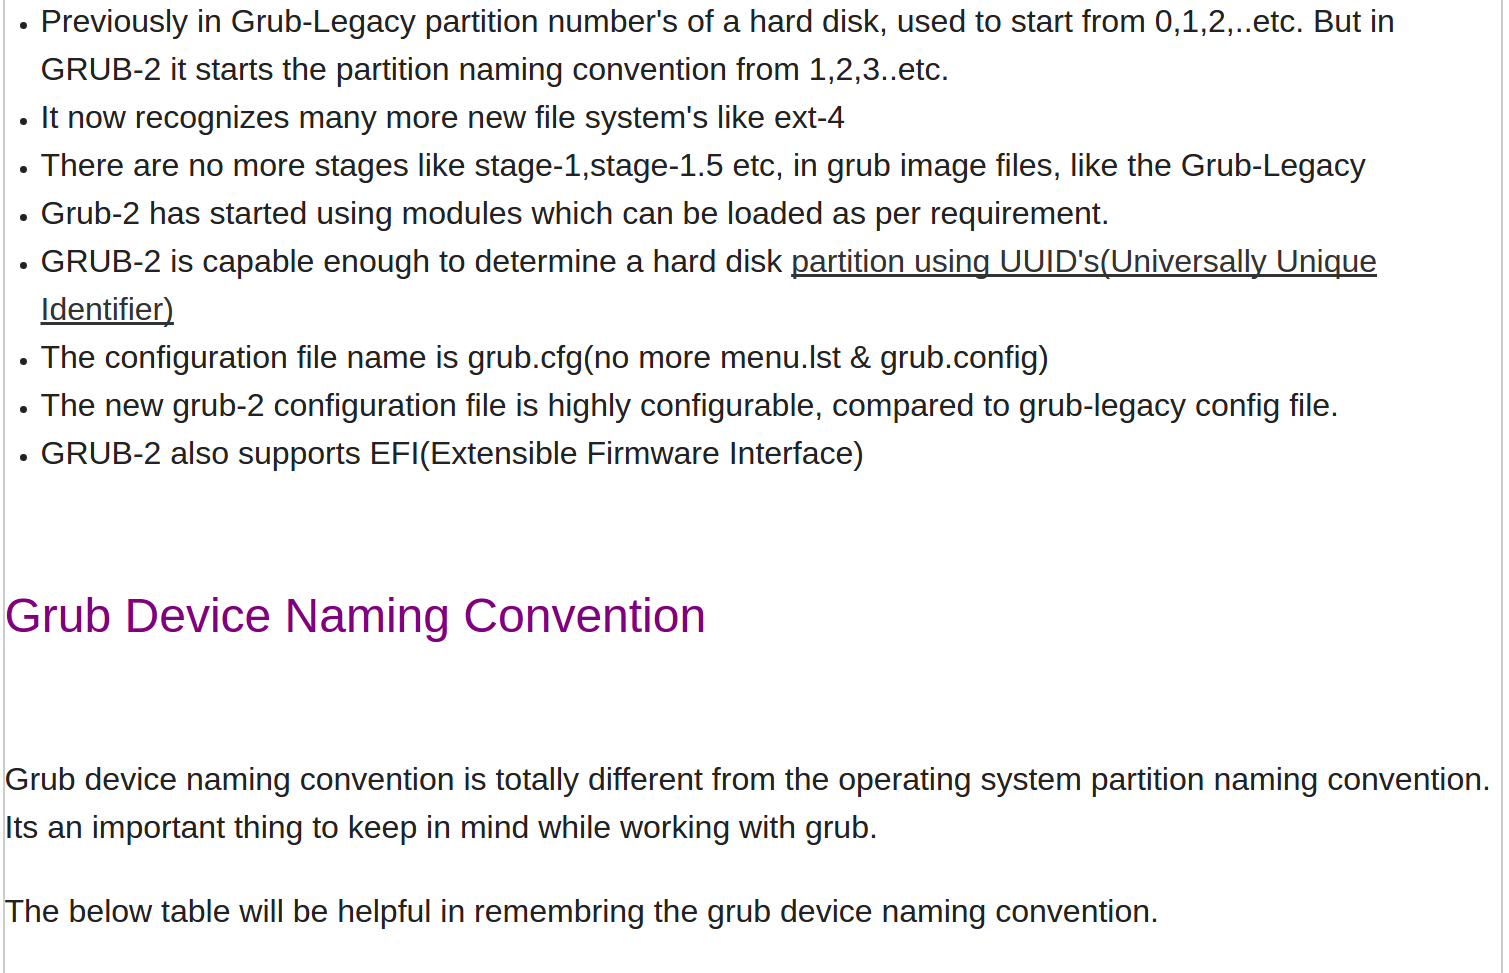 Previously in Grub-Legacy partition number's of a hard disk, used to start from 0,1,2,..etc. But in
GRUB-2 it starts the partition naming convention from 1,2,3..etc.
It now recognizes many more new file system's like ext-4
There are no more stages like stage-1,stage-1.5 etc, in grub image files, like the Grub-Legacy
Grub-2 has started using modules which can be loaded as per requirement.
GRUB-2 is capable enough to determine a hard disk partition using UUID's(Universally Unique
Identifier)
The configuration file name is grub.cfg(no more menu.lst & grub.config)
The new grub-2 configuration file is highly configurable, compared to grub-legacy config file.
GRUB-2 also supports EFI(Extensible Firmware Interface)
Grub Device Naming Convention
Grub device naming convention is totally different from the operating system partition naming convention.
Its an important thing to keep in mind while working with grub.
The below table will be helpful in remembring the grub device naming convention.